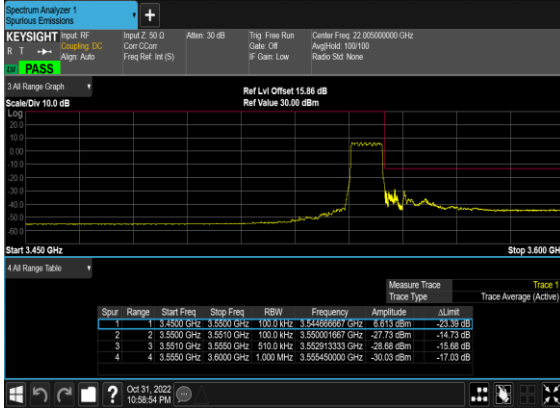 Spectrum Analyzer 1
Spurious Emissions
+
KEYSIGHT Input: RF Input Z: 50 Ω Atten: 30 dB Trig: Free Run Center Freq: 22.005000000 GHz
R T Coupling: DC Corr CCorr Gate: Off Avg|Hold: 100/100
Align: Auto Freq Ref: Int (S) IF Gain: Low Radio Std: None
PASS
3 All Range Graph
Ref Lvl Offset 15.86 dB
Scale/Div 10.0 dB Ref Value 30.00 dBm
Log
20.0
10.0
0.00
-10.0
-20.0
-30.0
-40.0
-50.0
-60.0
Start 3.450 GHz Stop 3.600 GH
4 All Range Table
Measure Trace Trace 1
Trace Type Trace Average (Active)
Spur Range Start Freq Stop Freq RBW Frequency Amplitude ΔLimit
1 1 3.4500 GHz 3.5500 GHz 100.0 kHz 3.544666667 GHz 6.613 dBm -23.39 dB
2 2 3.5500 GHz 3.5510 GHz 100.0 kHz 3.550001667 GHz -27.73 dBm -14.73 dB
3 3 3.5510 GHz 3.5550 GHz 510.0 kHz 3.552913333 GHz -28.68 dBm -15.68 dB
4 4 3.5550 GHz 3.6000 GHz 1.000 MHz 3.555450000 GHz -30.03 dBm -17.03 dB
? Oct 31, 2022
10:58:54 PM